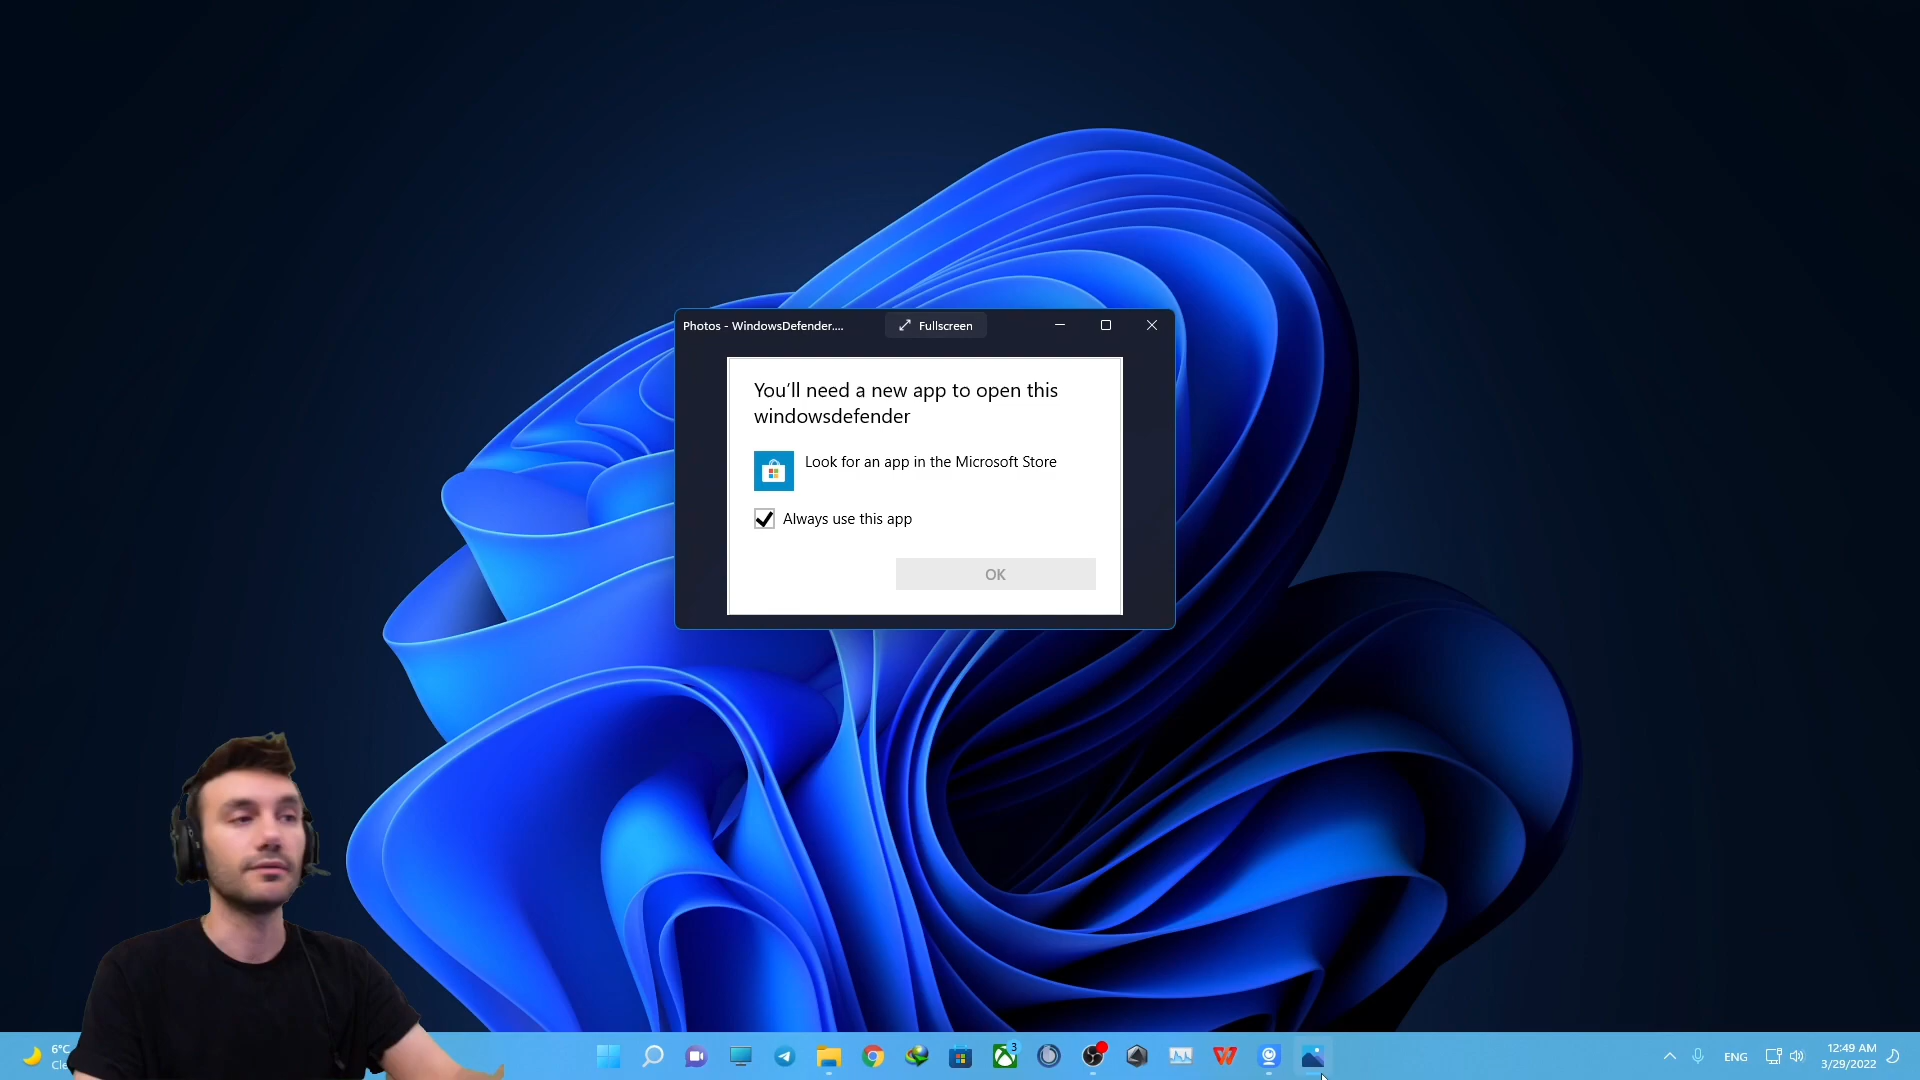 Photos - WindowsDefender....
Fullscreen
You'll need a new app to open this
windowsdefender
Look for an app in the Microsoft Store
Always use this app
OK
6°C
Cle
3
ENG
12:49 AM
3/29/2022